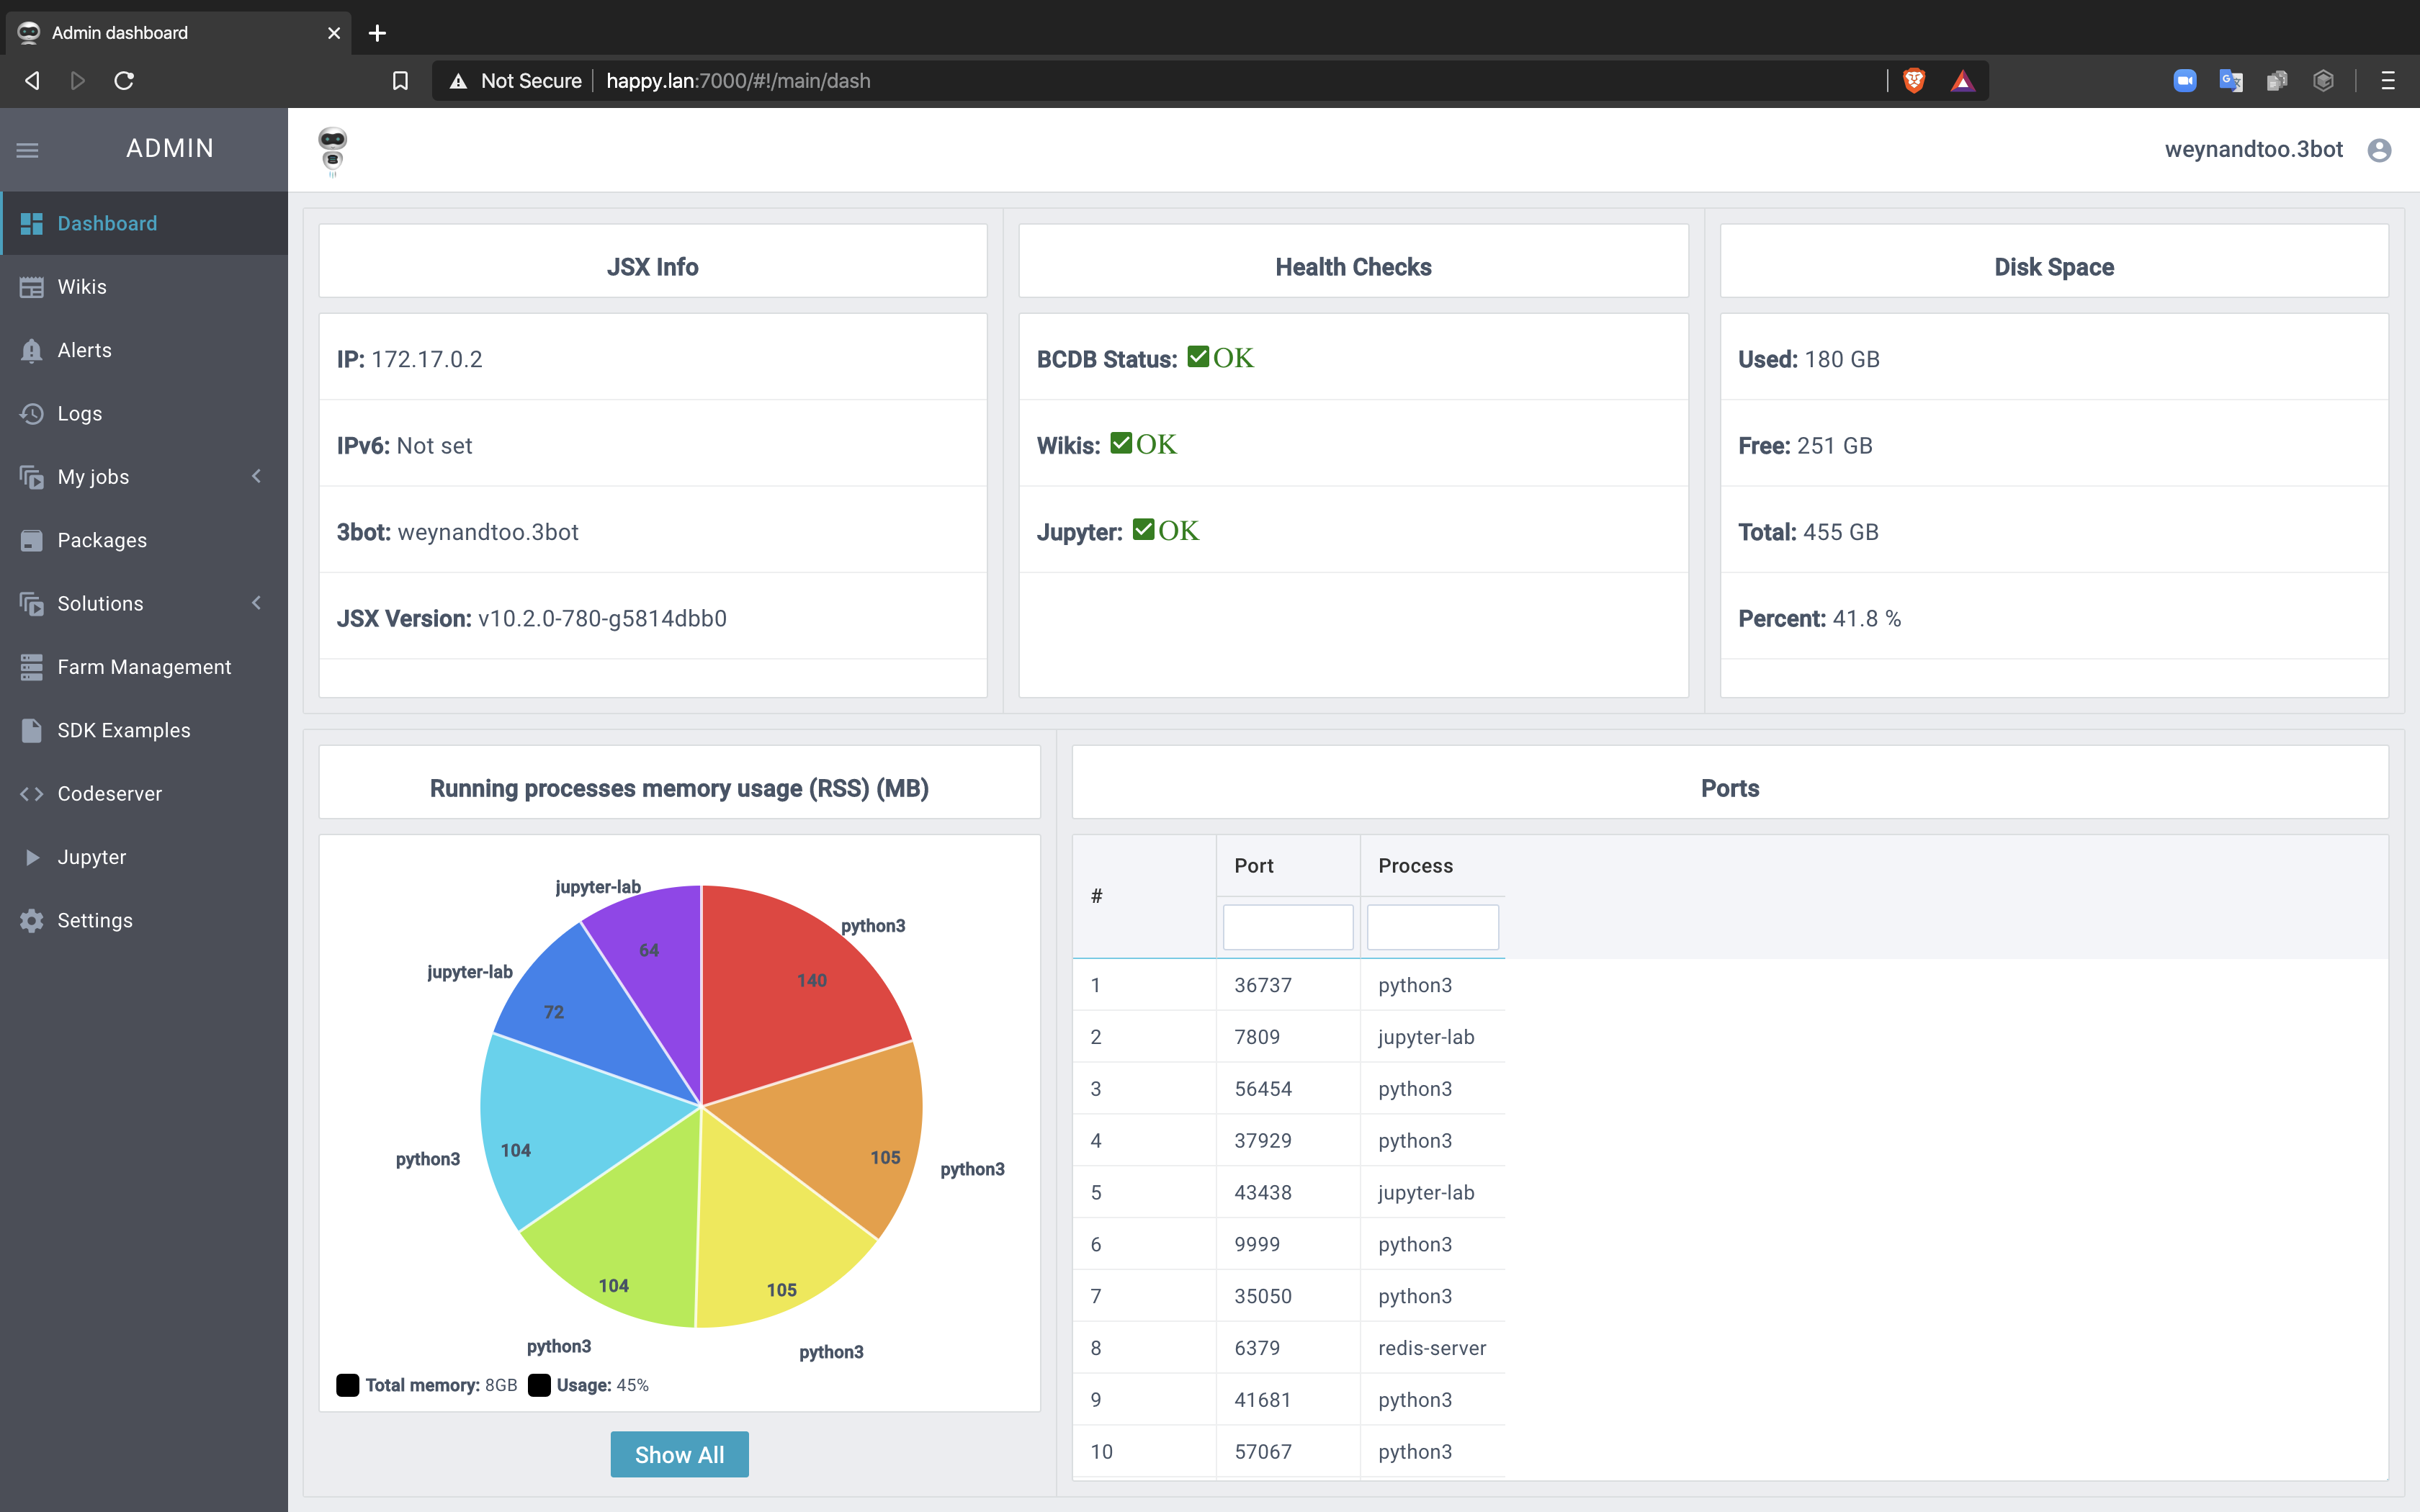 Admin dashboard
Not Secure
happy.lan:7000/#!/main/dash
ADMIN
weynandtoo.3bot
Dashboard
Wikis
Alerts
Logs
My jobs
Packages
Solutions
Farm Management
SDK Examples
Codeserver
Jupyter
Settings
JSX Info
IP: 172.17.0.2
IPv6: Not set
3bot: weynandtoo.3bot
JSX Version: v10.2.0-780-g5814dbb0
Health Checks
BCDB Status: ✅OK
Wikis: ✅OK
Jupyter: ✅OK
Disk Space
Used: 180 GB
Free: 251 GB
Total: 455 GB
Percent: 41.8 %
Running processes memory usage (RSS) (MB)
jupyter-lab
64
python3
140
jupyter-lab
72
python3
104
python3
105
python3
104
python3
105
Total memory: 8GB Usage: 45%
Show All
Ports
# Port Process
1 36737 python3
2 7809 jupyter-lab
3 56454 python3
4 37929 python3
5 43438 jupyter-lab
6 9999 python3
7 35050 python3
8 6379 redis-server
9 41681 python3
10 57067 python3